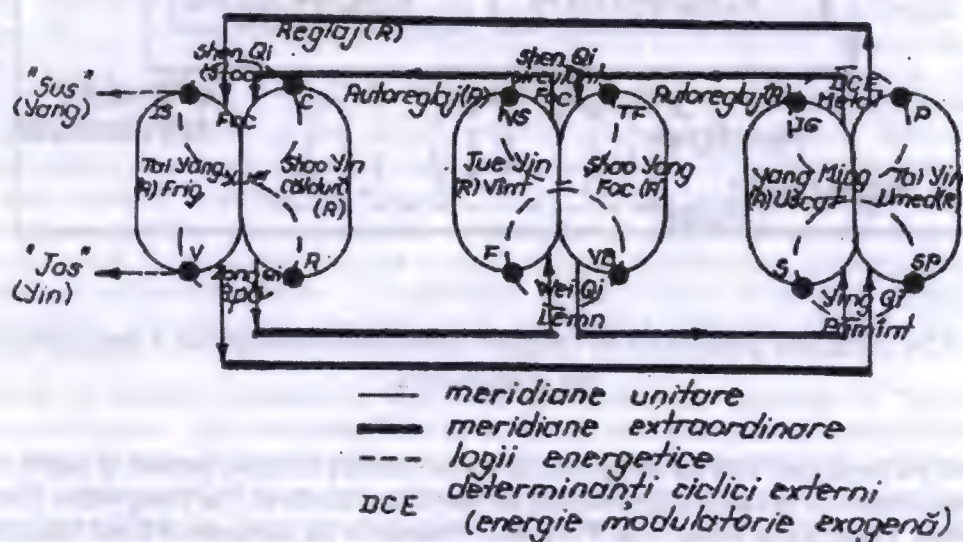 Reglaj (R)
Shen Qi
Shen Qi
"Sus"
(Yang)
Autoreglaj (R)
Autoreglaj (R)
DCE
Metal
IS
C
Foc
TF
IG
P
Foc
Tai Yang
(R) Frig
Shao Yin
(R)
Jue Yin
(R) Vînt
Shao Yang
Foc (R)
Yang Ming
(R) Uscat
Tai Yin
Umed (R)
"Jos"
(Yin)
V
Zong Qi
Apă
R
F
VB
Wei Qi
Lemn
S
SP
Ying Qi
Pămînt
meridiane unitare
meridiane extraordinare
logii energetice
DCE determinanți ciclici externi
(energie modulatorie exogenă)